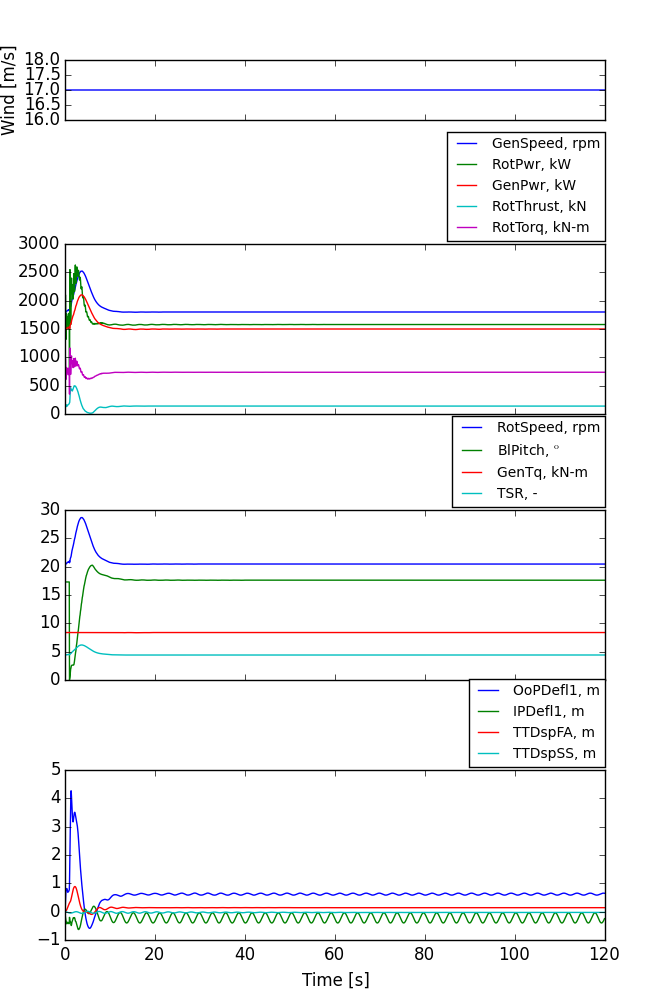 Wind [m/s]
18.0
17.5
17.0
16.5
16.0
GenSpeed, rpm
RotPwr, kW
GenPwr, kW
RotThrust, kN
RotTorq, kN-m
3000
2500
2000
1500
1000
500
0
RotSpeed, rpm
BlPitch, °
GenTq, kN-m
TSR, -
30
25
20
15
10
5
0
OoPDefl1, m
IPDefl1, m
TTDspFA, m
TTDspSS, m
5
4
3
2
1
0
−1
0 20 40 60 80 100 120
Time [s]